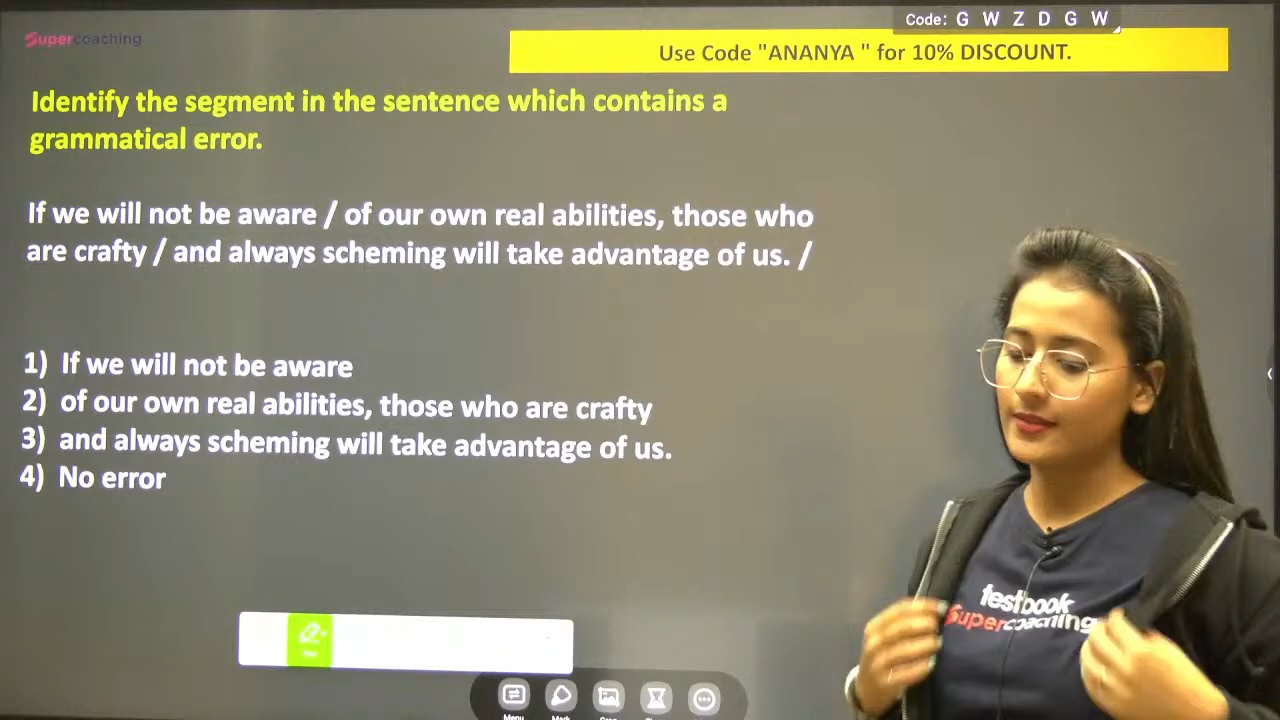 Code: G W Z D G W
Supercoaching
Use Code "ANANYA " for 10% DISCOUNT.
Identify the segment in the sentence which contains a
grammatical error.
If we will not be aware / of our own real abilities, those who
are crafty / and always scheming will take advantage of us. /
1) If we will not be aware
2) of our own real abilities, those who are crafty
3) and always scheming will take advantage of us.
4) No error
testbook
Supercoaching
Menu
Mark